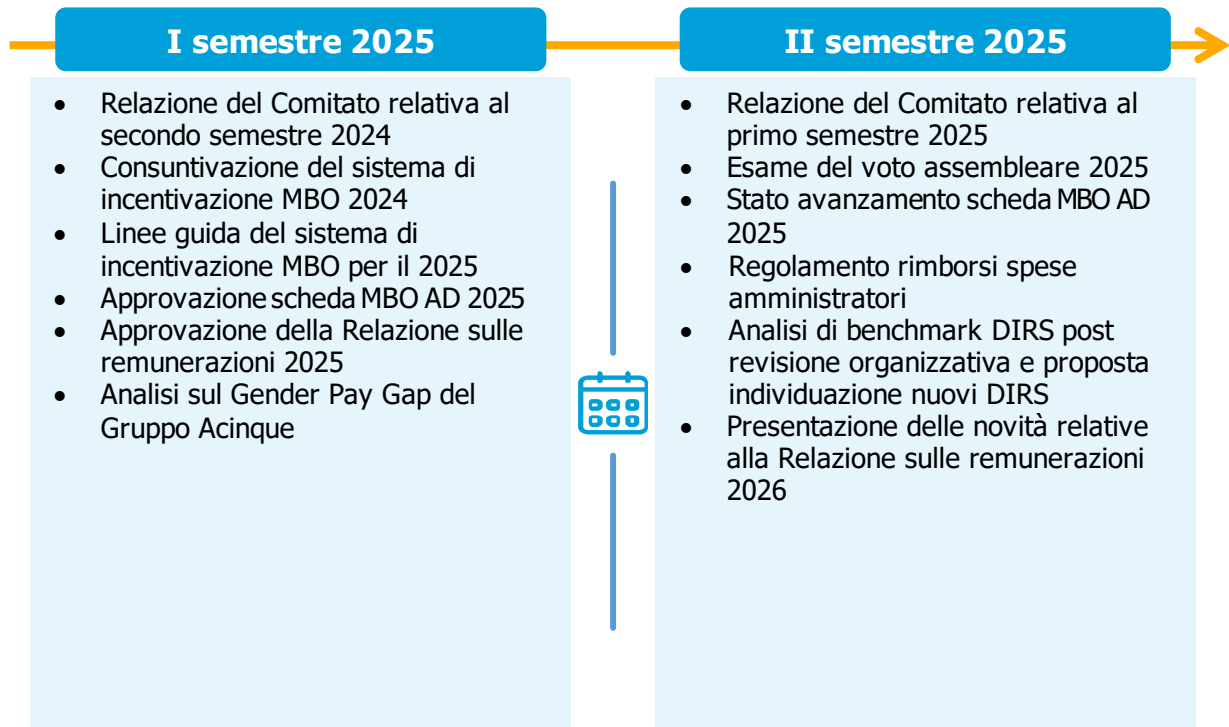 I semestre 2025
• Relazione del Comitato relativa al
secondo semestre 2024
• Consuntivazione del sistema di
incentivazione MBO 2024
• Linee guida del sistema di
incentivazione MBO per il 2025
• Approvazione scheda MBO AD 2025
• Approvazione della Relazione sulle
remunerazioni 2025
• Analisi sul Gender Pay Gap del
Gruppo Acinque
II semestre 2025
• Relazione del Comitato relativa al
primo semestre 2025
• Esame del voto assembleare 2025
• Stato avanzamento scheda MBO AD
2025
• Regolamento rimborsi spese
amministratori
• Analisi di benchmark DIRS post
revisione organizzativa e proposta
individuazione nuovi DIRS
• Presentazione delle novità relative
alla Relazione sulle remunerazioni
2026